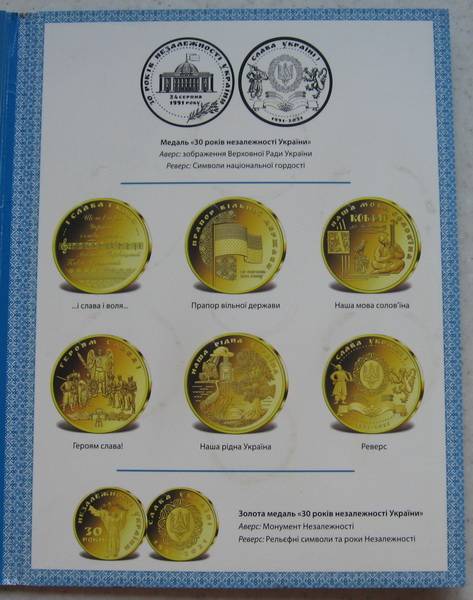 30 РОКІВ НЕЗАЛЕЖНОСТІ УКРАЇНИ
24 СЕРПНЯ
1991 РОКУ
СЛАВА УКРАЇНІ!
1991-2021
Медаль «30 років незалежності України»
Аверс: зображення Верховної Ради України
Реверс: Символи національної гордості
...і слава і воля...
ПРАПОР ВІЛЬНОЇ ДЕРЖАВИ
Прапор вільної держави
НАША МОВА СОЛОВ'ЇНА
КОБЗАР
Наша мова солов'їна
ГЕРОЯМ СЛАВА!
Героям слава!
НАША РІДНА УКРАЇНА
Наша рідна Україна
СЛАВА УКРАЇНІ!
Реверс
НЕЗАЛЕЖНОСТІ УКРАЇНИ
30
РОКІВ
СЛАВА УКРАЇНІ
Золота медаль «30 років незалежності України»
Аверс: Монумент Незалежності
Реверс: Рельєфні символи та роки Незалежності